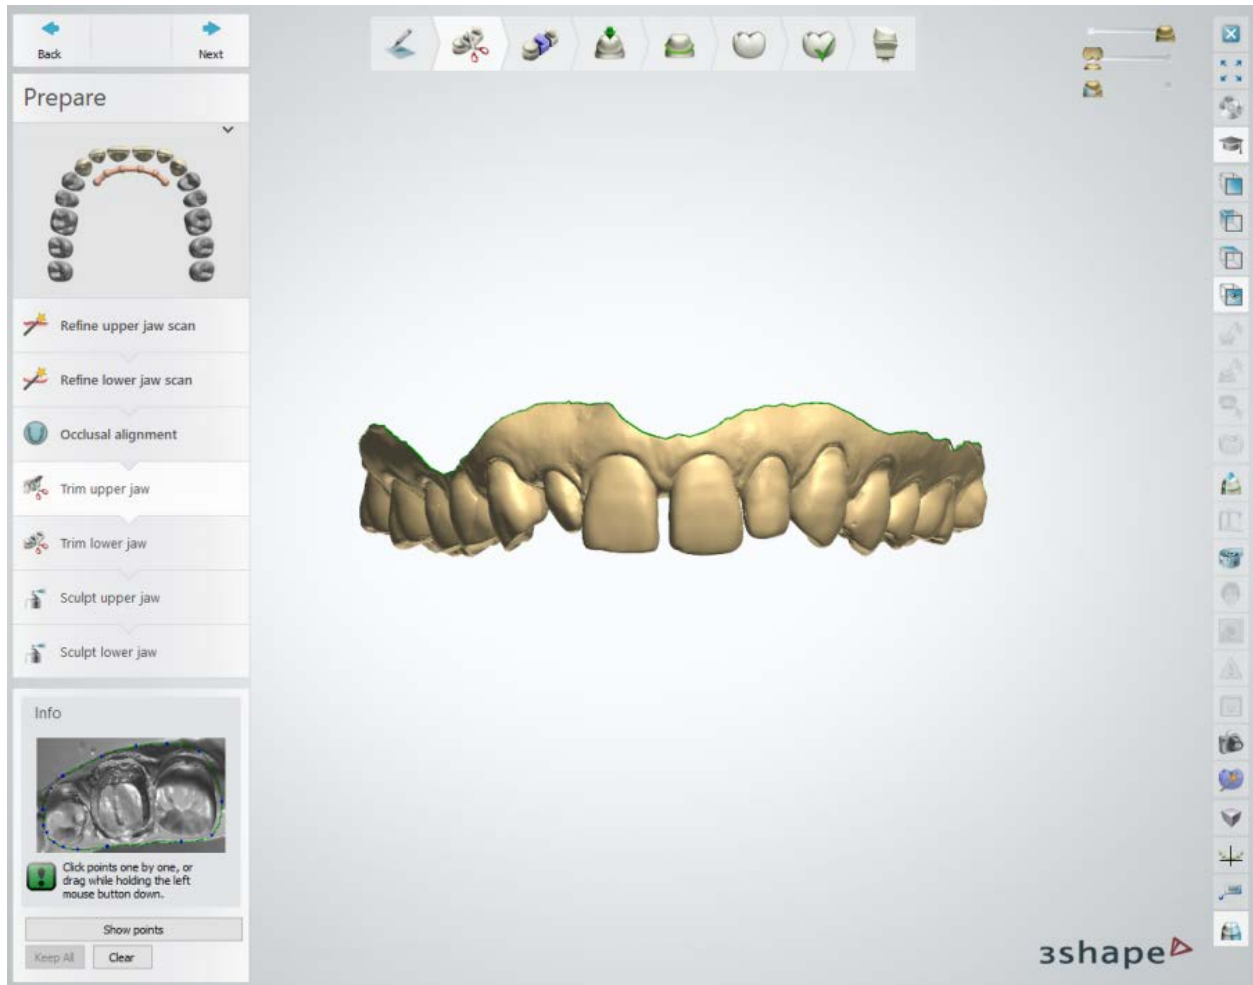 Back
Next
Prepare
Refine upper jaw scan
Refine lower jaw scan
Occlusal alignment
Trim upper jaw
Trim lower jaw
Sculpt upper jaw
Sculpt lower jaw
Info
Click points one by one, or
drag while holding the left
mouse button down.
Show points
Keep All
Clear
3shape